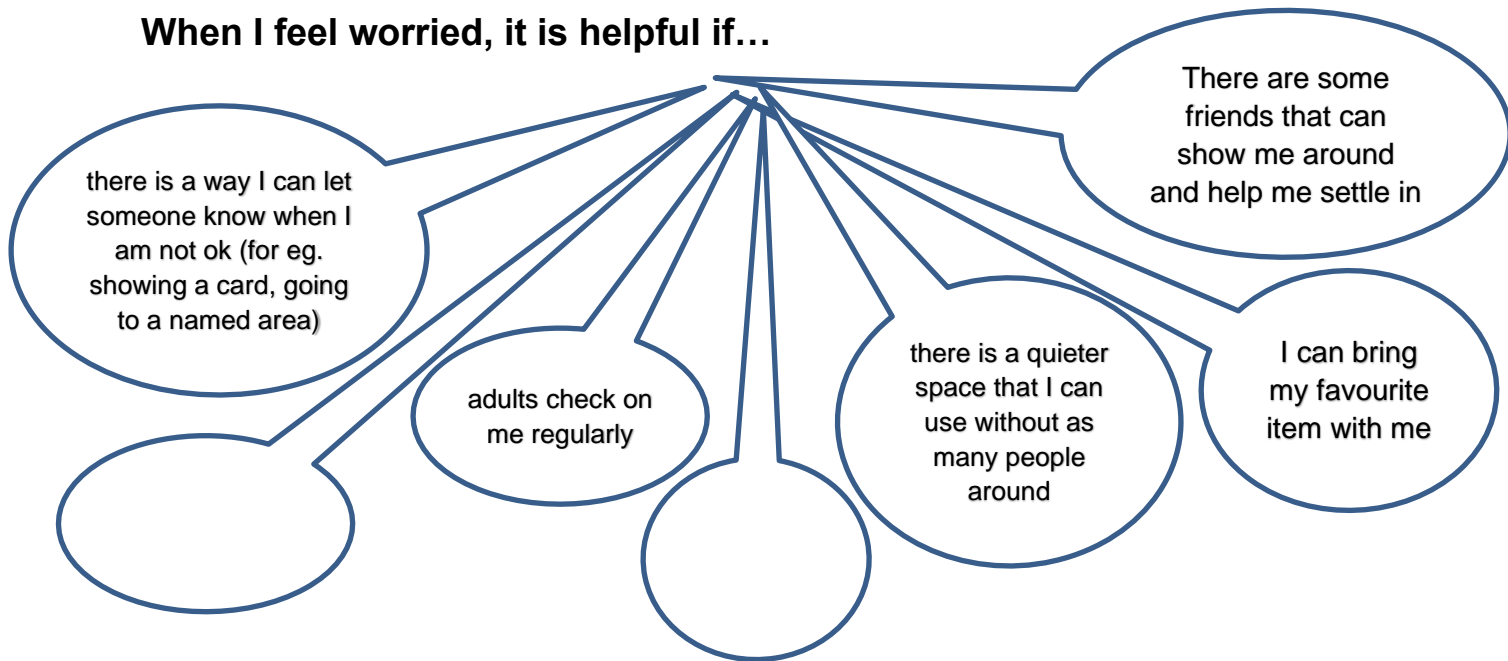 When I feel worried, it is helpful if…
there is a way I can let
someone know when I
am not ok (for eg.
showing a card, going
to a named area)
adults check on
me regularly
there is a quieter
space that I can
use without as
many people
around
There are some
friends that can
show me around
and help me settle in
I can bring
my favourite
item with me